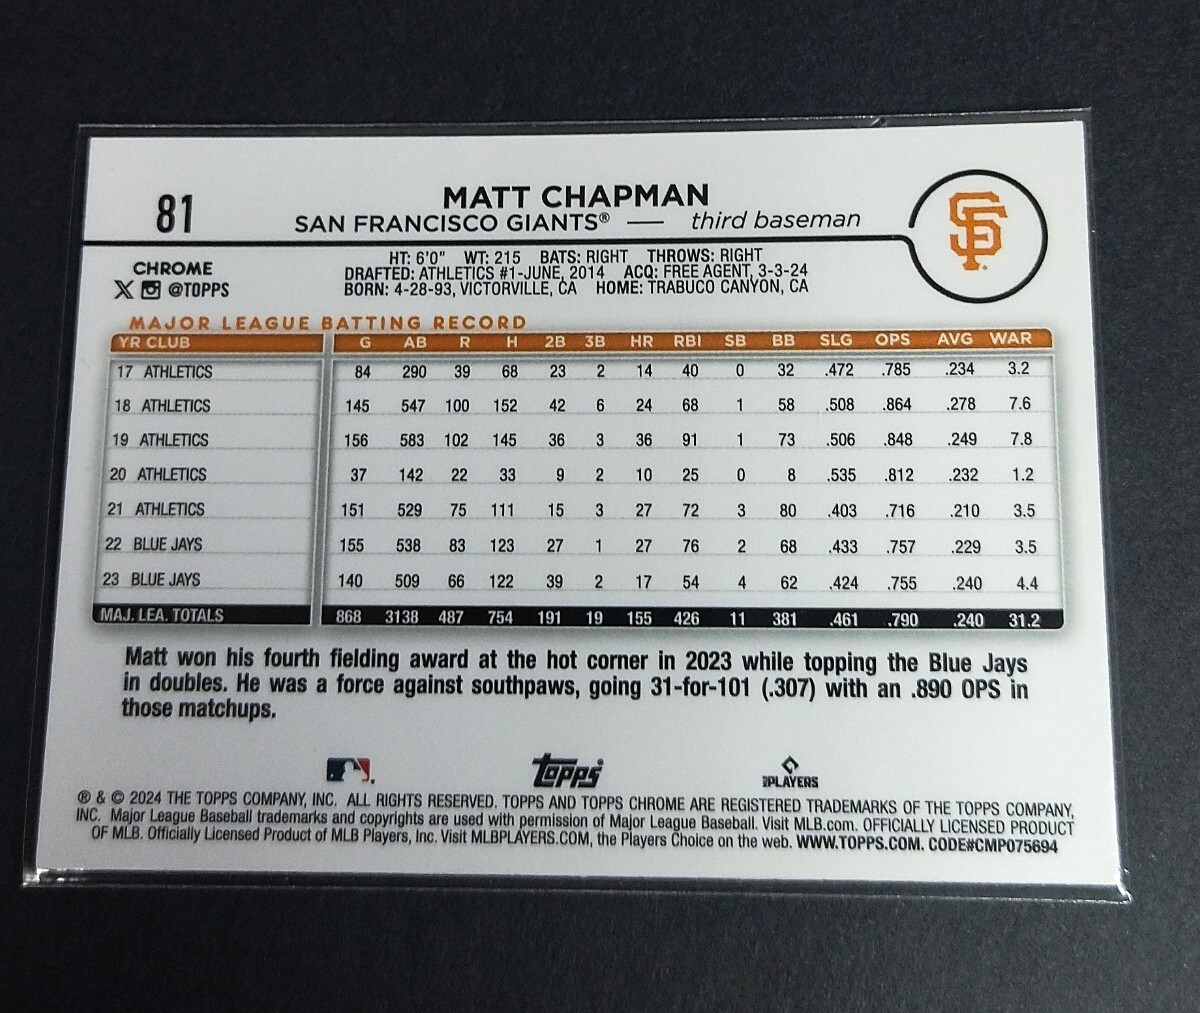 81
MATT CHAPMAN
SAN FRANCISCO GIANTS® — third baseman
SF
CHROME
@TOPPS
HT: 6'0" WT: 215 BATS: RIGHT THROWS: RIGHT
DRAFTED: ATHLETICS #1-JUNE, 2014 ACQ: FREE AGENT, 3-3-24
BORN: 4-28-93, VICTORVILLE, CA HOME: TRABUCO CANYON, CA
MAJOR LEAGUE BATTING RECORD
YR CLUB G AB R H 2B 3B HR RBI SB BB SLG OPS AVG WAR
17 ATHLETICS 84 290 39 68 23 2 14 40 0 32 .472 .785 .234 3.2
18 ATHLETICS 145 547 100 152 42 6 24 68 1 58 .508 .864 .278 7.6
19 ATHLETICS 156 583 102 145 36 3 36 91 1 73 .506 .848 .249 7.8
20 ATHLETICS 37 142 22 33 9 2 10 25 0 8 .535 .812 .232 1.2
21 ATHLETICS 151 529 75 111 15 3 27 72 3 80 .403 .716 .210 3.5
22 BLUE JAYS 155 538 83 123 27 1 27 76 2 68 .433 .757 .229 3.5
23 BLUE JAYS 140 509 66 122 39 2 17 54 4 62 .424 .755 .240 4.4
MAJ. LEA. TOTALS 868 3138 487 754 191 19 155 426 11 381 .461 .790 .240 31.2
Matt won his fourth fielding award at the hot corner in 2023 while topping the Blue Jays
in doubles. He was a force against southpaws, going 31-for-101 (.307) with an .890 OPS in
those matchups.
Topps
MLB PLAYERS
® & © 2024 THE TOPPS COMPANY, INC. ALL RIGHTS RESERVED. TOPPS AND TOPPS CHROME ARE REGISTERED TRADEMARKS OF THE TOPPS COMPANY,
INC. Major League Baseball trademarks and copyrights are used with permission of Major League Baseball. Visit MLB.com. OFFICIALLY LICENSED PRODUCT
OF MLB. Officially Licensed Product of MLB Players, Inc. Visit MLBPLAYERS.COM, the Players Choice on the web. WWW.TOPPS.COM. CODE#CMP075694